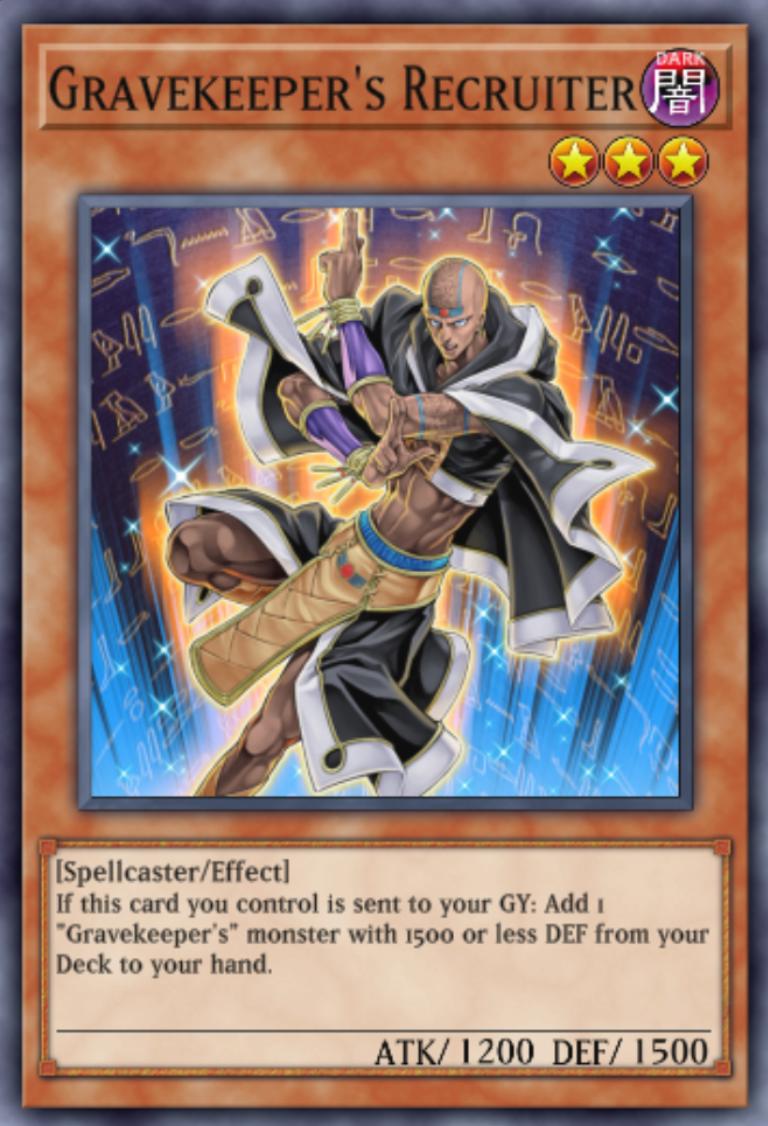 GRAVEKEEPER'S RECRUITER
DARK
闇
[Spellcaster/Effect]
If this card you control is sent to your GY: Add 1
"Gravekeeper's" monster with 1500 or less DEF from your
Deck to your hand.
ATK/ 1200 DEF/ 1500